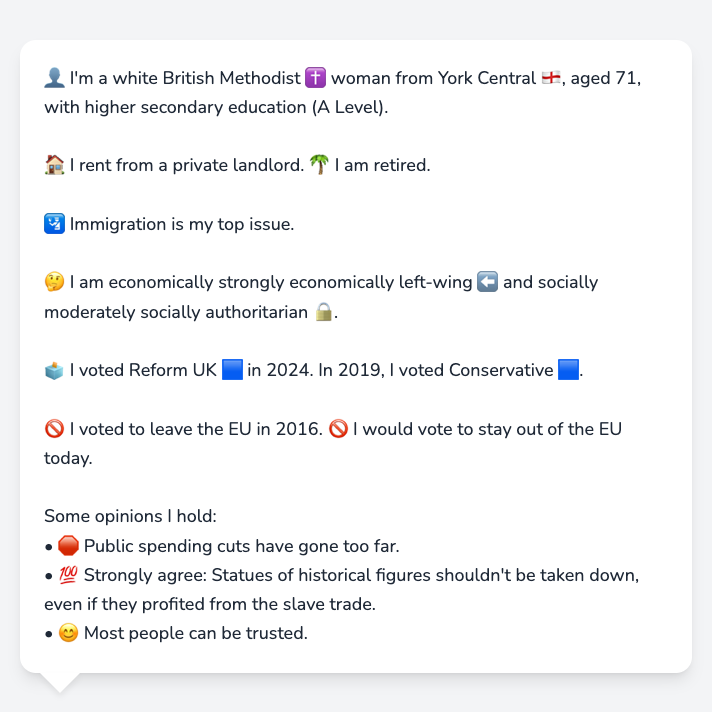 👤 I'm a white British Methodist ✝️ woman from York Central 🏴󠁧󠁢󠁥󠁮󠁧󠁿, aged 71,
with higher secondary education (A Level).
🏠 I rent from a private landlord. 🌴 I am retired.
🛂 Immigration is my top issue.
🤔 I am economically strongly economically left-wing ⬅️ and socially
moderately socially authoritarian 🔒.
🗳️ I voted Reform UK 🟦 in 2024. In 2019, I voted Conservative 🟦.
🚫 I voted to leave the EU in 2016. 🚫 I would vote to stay out of the EU
today.
Some opinions I hold:
• 🛑 Public spending cuts have gone too far.
• 💯 Strongly agree: Statues of historical figures shouldn't be taken down,
even if they profited from the slave trade.
• 😊 Most people can be trusted.